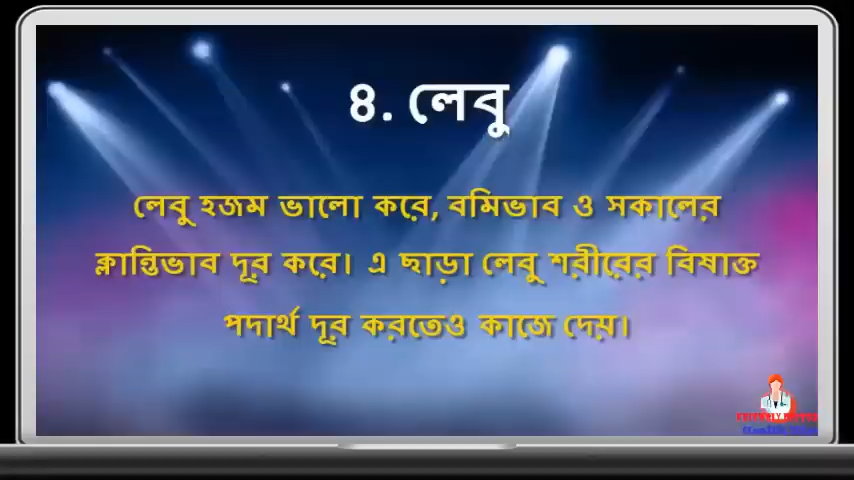 ৪. লেবু
লেবু হজম ভালো করে, বমিভাব ও সকালের
ক্লান্তিভাব দূর করে। এ ছাড়া লেবু শরীরের বিষাক্ত
পদার্থ দূর করতেও কাজে দেয়।